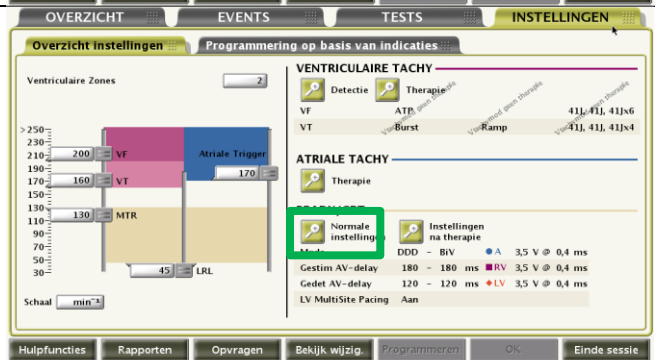 OVERZICHT EVENTS TESTS INSTELLINGEN
Overzicht instellingen Programmering op basis van indicaties
Ventriculaire Zones 2
>250
230
210
190
170
150
130
110
90
70
50
30
200 VF
160 VT
130 MTR
45 LRL
Atriale Trigger
170
Schaal min⁻¹
VENTRICULAIRE TACHY
Detectie Therapie
VF ATP 41J, 41J, 41Jx6
VT Burst Ramp 41J, 41J, 41Jx4
ATRIALE TACHY
Therapie
Normale instellingen
Instellingen na therapie
DDD - BiV A 3,5 V @ 0,4 ms
Gestim AV-delay 180 - 180 ms RV 3,5 V @ 0,4 ms
Gedet AV-delay 120 - 120 ms LV 3,5 V @ 0,4 ms
LV MultiSite Pacing Aan
Hulpfuncties Rapporten Opvragen Bekijk wijzig. Programmeren OK Einde sessie